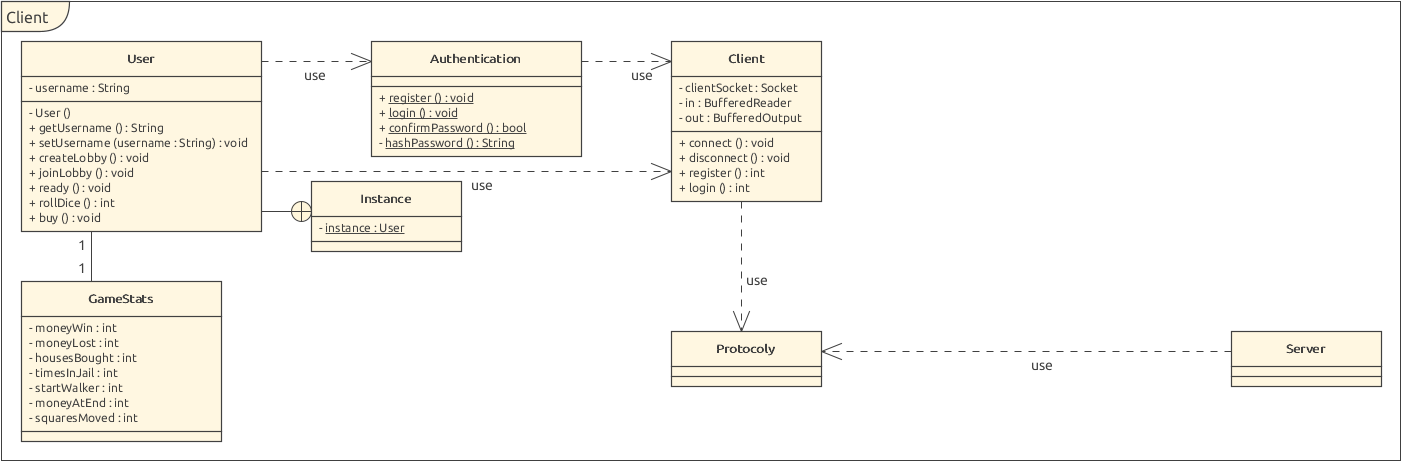 Client
User
- username : String
- User ()
+ getUsername () : String
+ setUsername (username : String) : void
+ createLobby () : void
+ joinLobby () : void
+ ready () : void
+ rollDice () : int
+ buy () : void
use
Authentication
+ register () : void
+ login () : void
+ confirmPassword () : bool
- hashPassword () : String
use
Client
- clientSocket : Socket
- in : BufferedReader
- out : BufferedOutput
+ connect () : void
+ disconnect () : void
+ register () : int
+ login () : int
use
Instance
- instance : User
1
1
GameStats
- moneyWin : int
- moneyLost : int
- housesBought : int
- timesInJail : int
- startWalker : int
- moneyAtEnd : int
- squaresMoved : int
use
Protocoly
use
Server